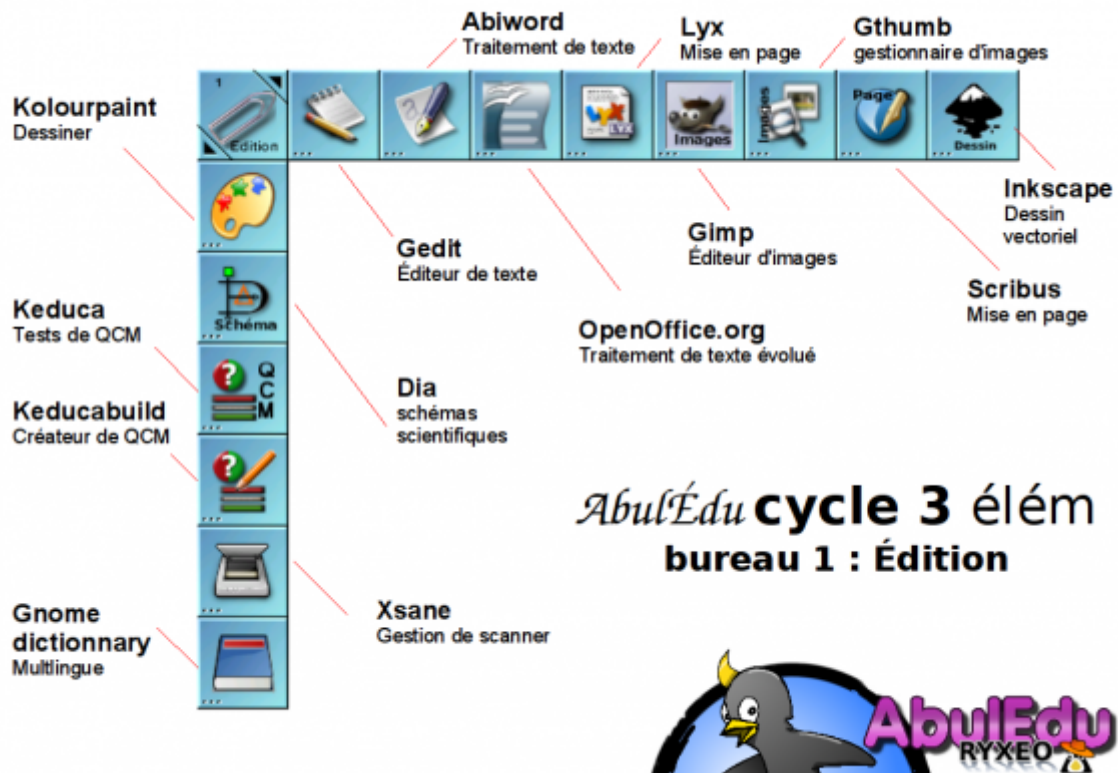 Abiword
Traitement de texte
Lyx
Mise en page
Gthumb
gestionnaire d'images
Kolourpaint
Dessiner
1
Édition
LYX
LYX
Images
Images
Page
Dessin
Inkscape
Dessin
vectoriel
Gedit
Éditeur de texte
Gimp
Éditeur d'images
Scribus
Mise en page
Schéma
Keduca
Tests de QCM
OpenOffice.org
Traitement de texte évolué
Q
C
M
Dia
schémas
scientifiques
Keducabuild
Créateur de QCM
AbulÉdu cycle 3 élém
bureau 1 : Édition
Xsane
Gestion de scanner
Gnome
dictionnary
Multlingue
AbulEdu
RYXEO